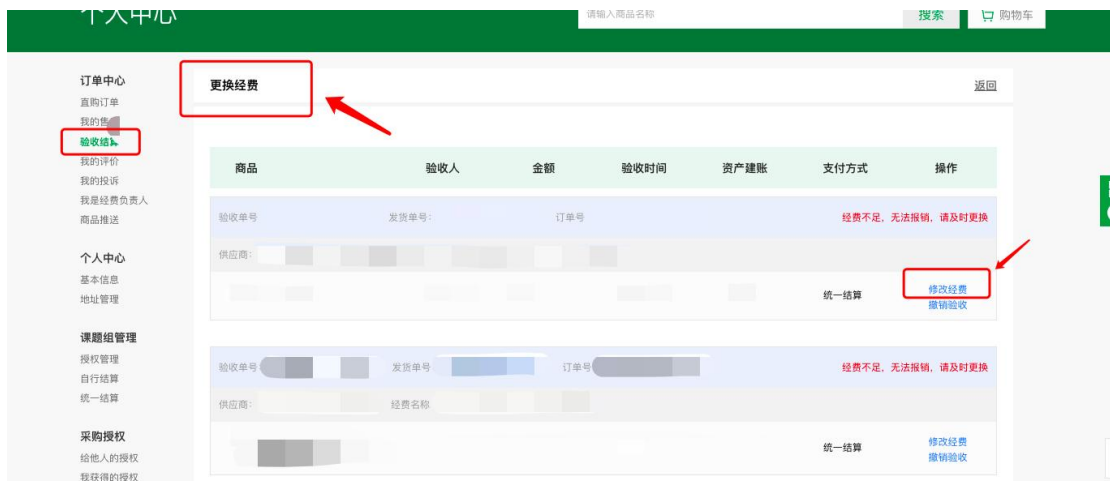 个人中心
请输入商品名称
搜索
购物车
订单中心
直购订单
我的售
验收结
我的评价
我的投诉
我是经费负责人
商品推送
个人中心
基本信息
地址管理
课题组管理
授权管理
自行结算
统一结算
采购授权
给他人的授权
我获得的授权
更换经费 返回
商品 验收人 金额 验收时间 资产建账 支付方式 操作
验收单号 发货单号： 订单号 经费不足，无法报销，请及时更换
供应商：
统一结算 修改经费
撤销验收
验收单号 发货单号 订单号 经费不足，无法报销，请及时更换
供应商： 经费名称
统一结算 修改经费
撤销验收